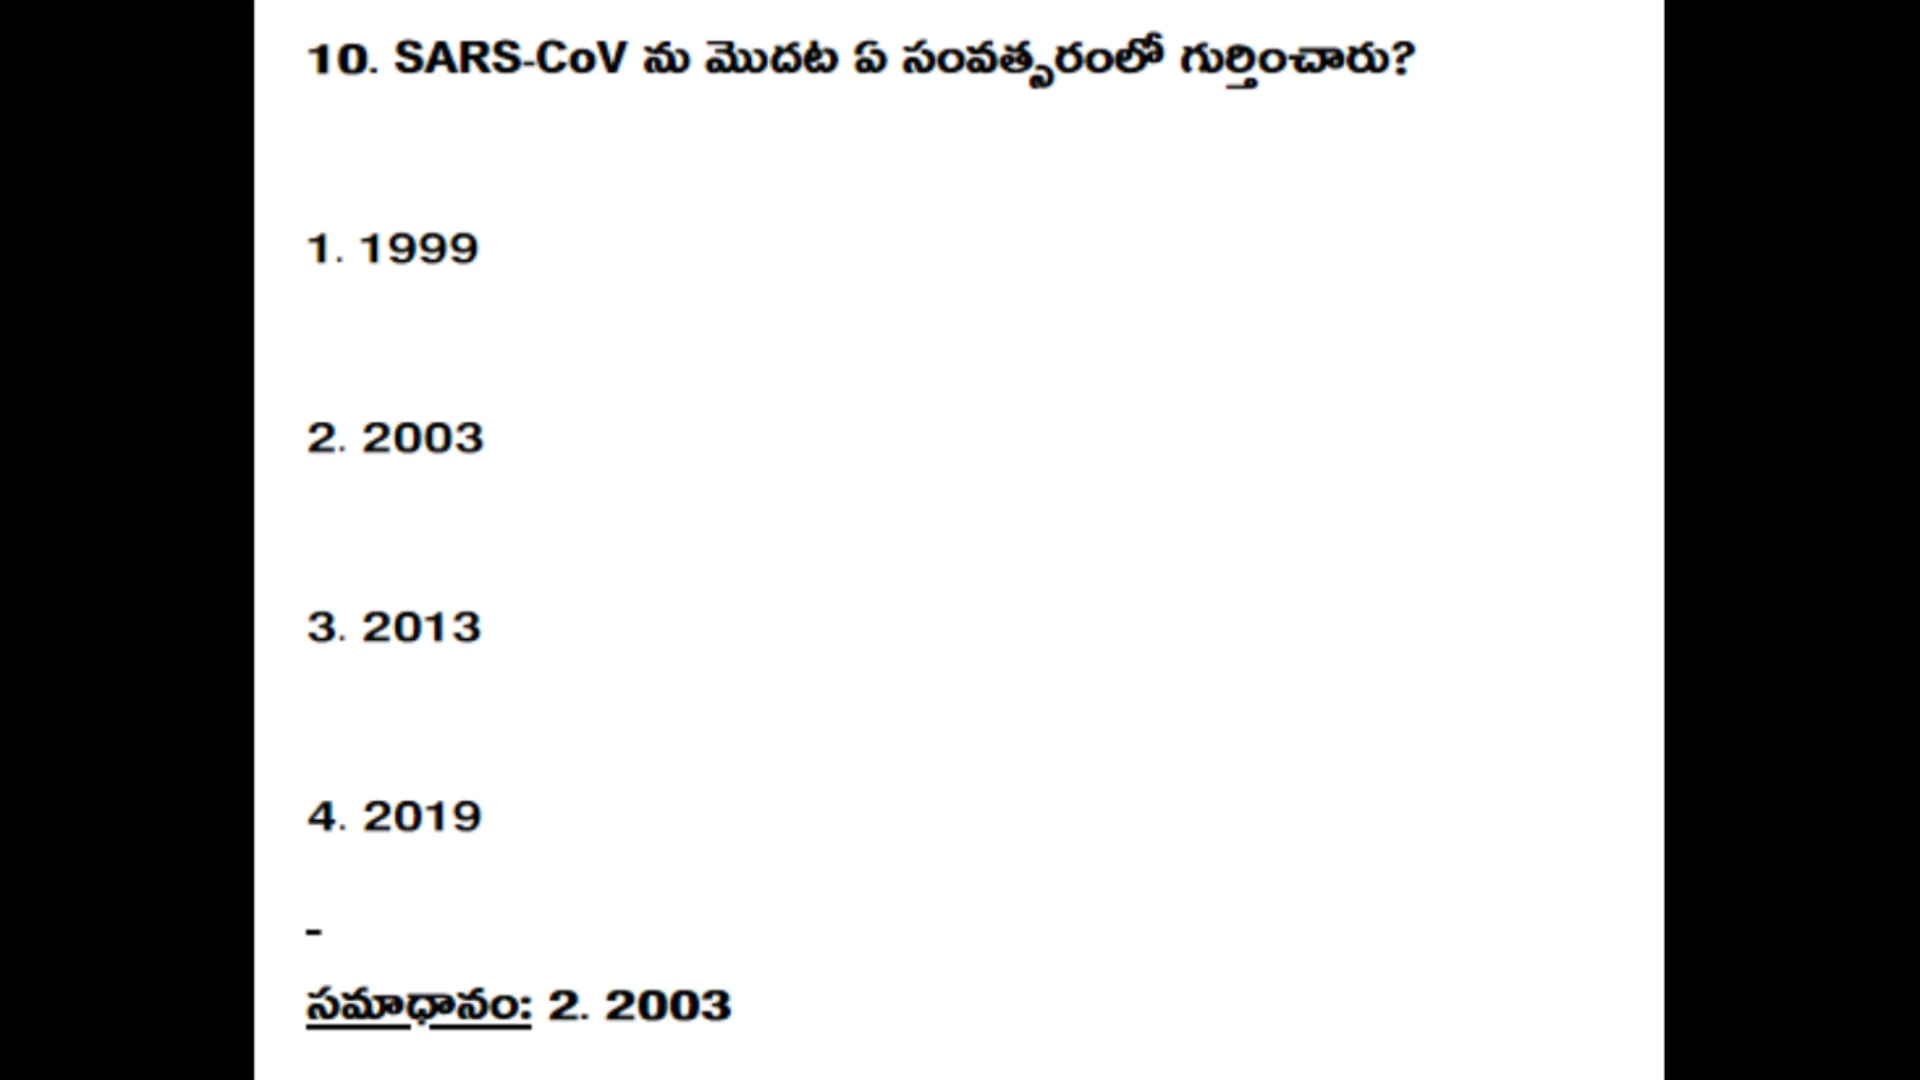 10. SARS-CoV ను మొదట ఏ సంవత్సరంలో గుర్తించారు?
1. 1999
2. 2003
3. 2013
4. 2019
-
సమాధానం: 2. 2003